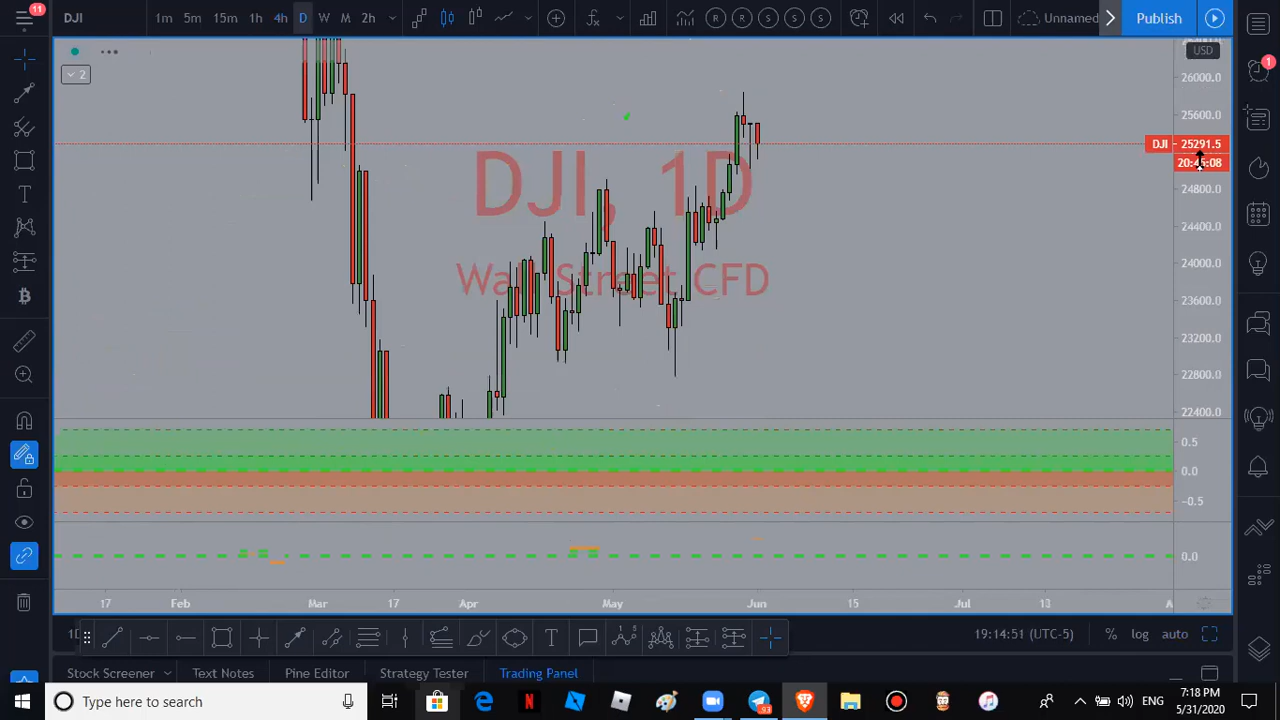 11
DJI
1m 5m 15m 1h 4h D W M 2h
Unnamed
Publish
USD
1
2
26000.0
25600.0
DJI 25291.5
24800.0
24400.0
24000.0
23600.0
23200.0
22800.0
22400.0
DJI, 1D
Wall Street CFD
0.5
0.0
-0.5
0.0
17 Feb Mar 17 Apr May Jun 15 Jul 13 A
19:14:51 (UTC-5) % log auto
Stock Screener Text Notes Pine Editor Strategy Tester Trading Panel
Type here to search
93
ENG
7:18 PM
5/31/2020